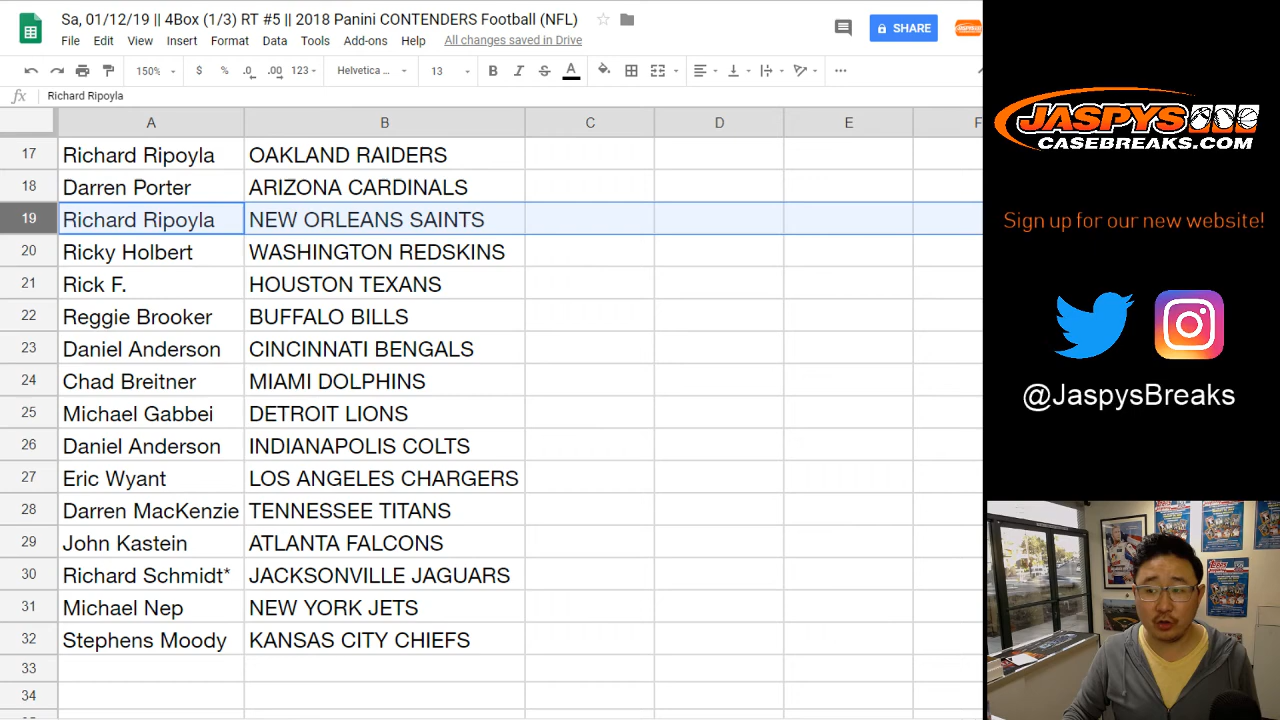 Sa, 01/12/19 || 4Box (1/3) RT #5 || 2018 Panini CONTENDERS Football (NFL)
File Edit View Insert Format Data Tools Add-ons Help All changes saved in Drive
SHARE
150% $ % .0 .00 123 Helvetica ... 13 B I S A
fx Richard Ripoyla
A B C D E F
17 Richard Ripoyla OAKLAND RAIDERS
18 Darren Porter ARIZONA CARDINALS
19 Richard Ripoyla NEW ORLEANS SAINTS
20 Ricky Holbert WASHINGTON REDSKINS
21 Rick F. HOUSTON TEXANS
22 Reggie Brooker BUFFALO BILLS
23 Daniel Anderson CINCINNATI BENGALS
24 Chad Breitner MIAMI DOLPHINS
25 Michael Gabbei DETROIT LIONS
26 Daniel Anderson INDIANAPOLIS COLTS
27 Eric Wyant LOS ANGELES CHARGERS
28 Darren MacKenzie TENNESSEE TITANS
29 John Kastein ATLANTA FALCONS
30 Richard Schmidt* JACKSONVILLE JAGUARS
31 Michael Nep NEW YORK JETS
32 Stephens Moody KANSAS CITY CHIEFS
33
34
JASPYS
CASEBREAKS.COM
Sign up for our new website!
@JaspysBreaks